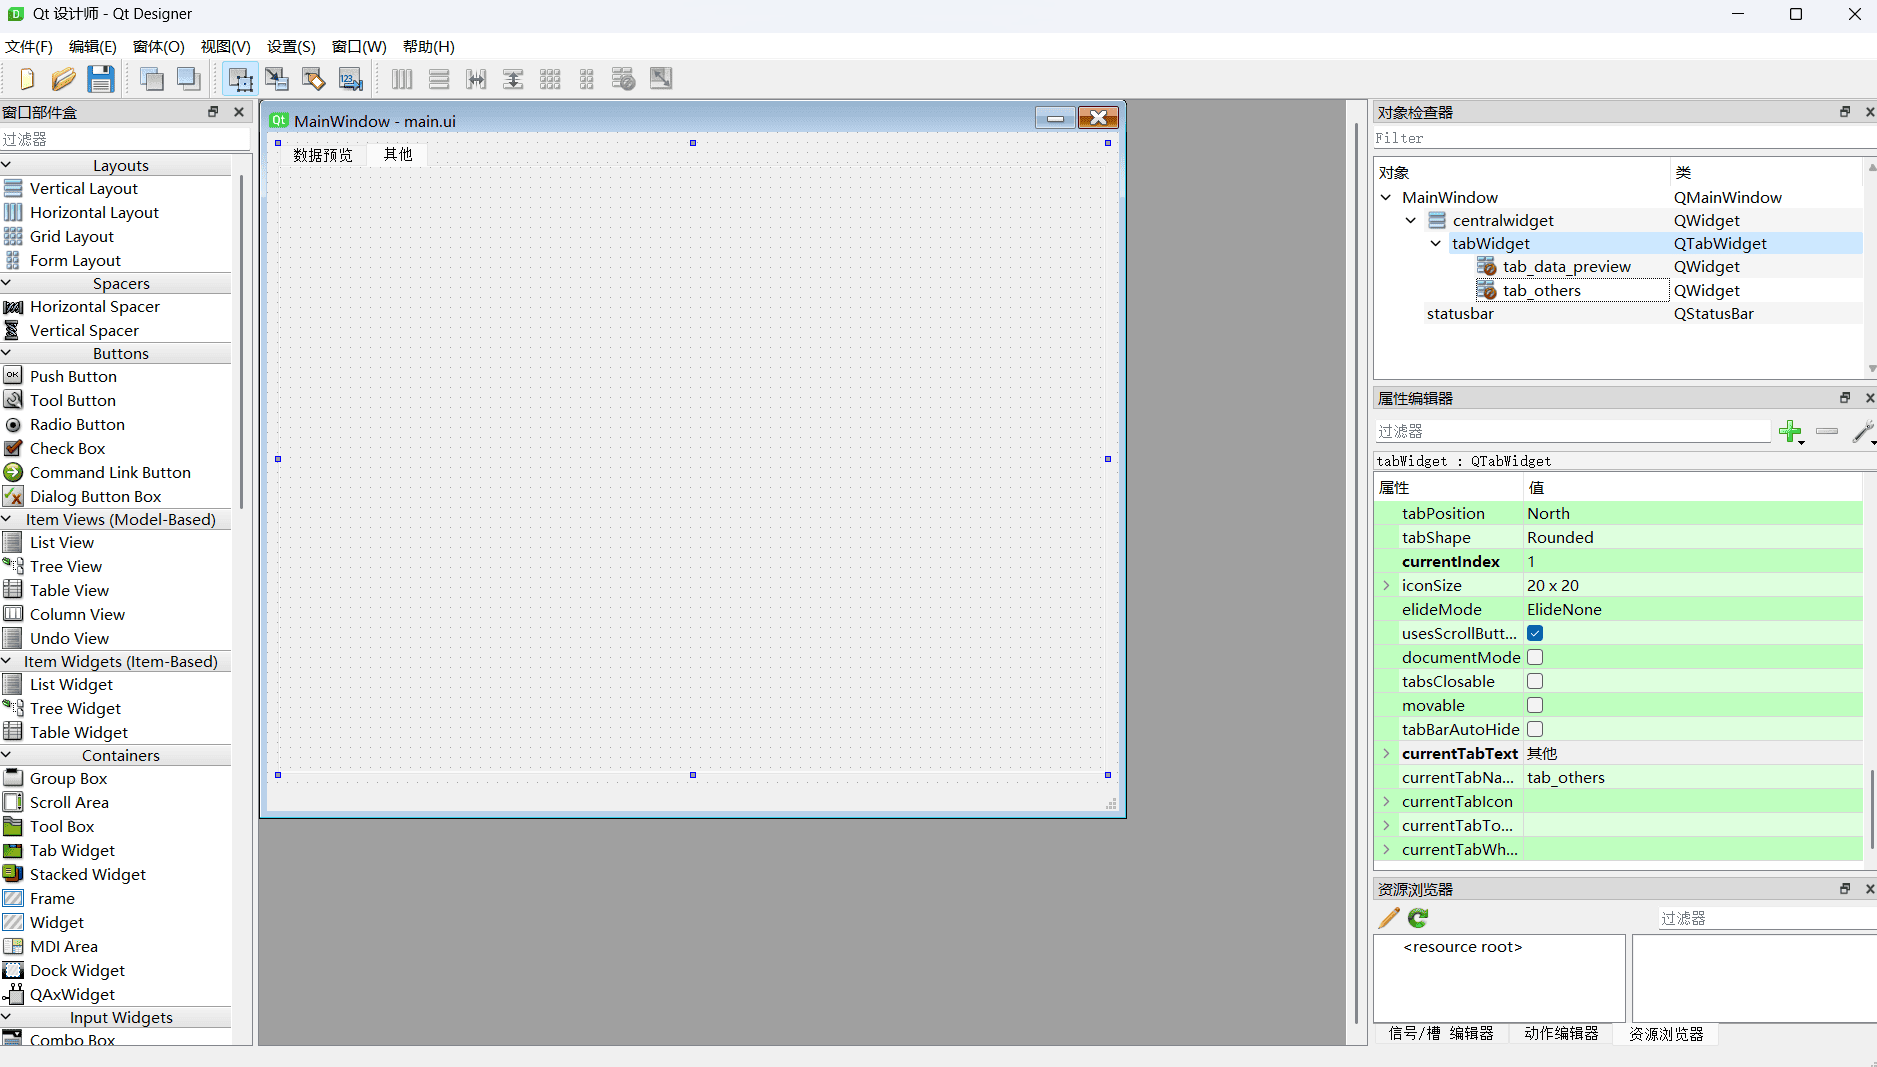 Qt 设计师 - Qt Designer
文件(F) 编辑(E) 窗体(O) 视图(V) 设置(S) 窗口(W) 帮助(H)
窗口部件盒
过滤器
Layouts
Vertical Layout
Horizontal Layout
Grid Layout
Form Layout
Spacers
Horizontal Spacer
Vertical Spacer
Buttons
Push Button
Tool Button
Radio Button
Check Box
Command Link Button
Dialog Button Box
Item Views (Model-Based)
List View
Tree View
Table View
Column View
Undo View
Item Widgets (Item-Based)
List Widget
Tree Widget
Table Widget
Containers
Group Box
Scroll Area
Tool Box
Tab Widget
Stacked Widget
Frame
Widget
MDI Area
Dock Widget
QAxWidget
Input Widgets
Combo Box
MainWindow - main.ui
数据预览 其他
对象检查器
Filter
对象 类
MainWindow QMainWindow
centralwidget QWidget
tabWidget QTabWidget
tab_data_preview QWidget
tab_others QWidget
statusbar QStatusBar
属性编辑器
过滤器
tabWidget : QTabWidget
属性 值
tabPosition North
tabShape Rounded
currentIndex 1
iconSize 20 x 20
elideMode ElideNone
usesScrollButt...
documentMode
tabsClosable
movable
tabBarAutoHide
currentTabText 其他
currentTabNa... tab_others
currentTabIcon
currentTabTo...
currentTabWh...
资源浏览器
过滤器
<resource root>
信号/槽 编辑器 动作编辑器 资源浏览器